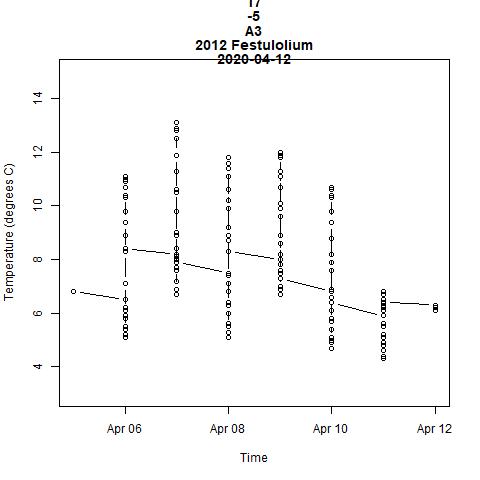 17
-5
A3
2012 Festulolium
2020-04-12
14
12
10
8
6
4
Temperature (degrees C)
Apr 06
Apr 08
Apr 10
Apr 12
Time